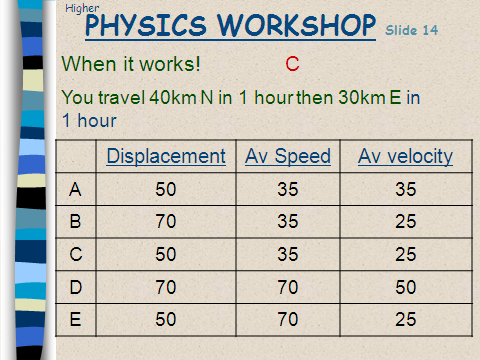 Higher
PHYSICS WORKSHOP Slide 14
When it works! C
You travel 40km N in 1 hour then 30km E in
1 hour
Displacement Av Speed Av velocity
A 50 35 35
B 70 35 25
C 50 35 25
D 70 70 50
E 50 70 25